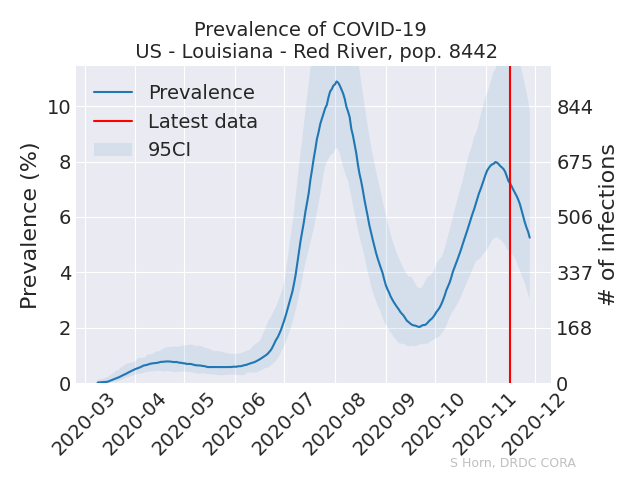 Prevalence of COVID-19
US - Louisiana - Red River, pop. 8442
Prevalence
Latest data
95CI
Prevalence (%)
10
8
6
4
2
0
844
675
506
337
168
0
# of infections
2020-03
2020-04
2020-05
2020-06
2020-07
2020-08
2020-09
2020-10
2020-11
2020-12
S Horn, DRDC CORA